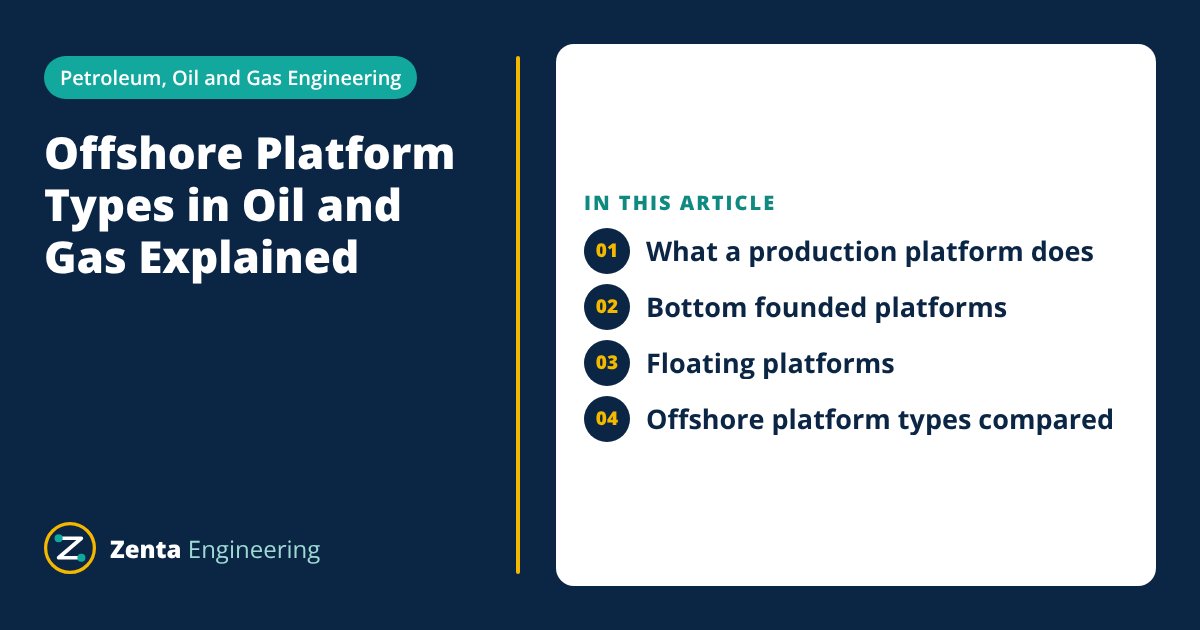 Petroleum, Oil and Gas Engineering
Offshore Platform
Types in Oil and
Gas Explained
Zenta Engineering
IN THIS ARTICLE
01 What a production platform does
02 Bottom founded platforms
03 Floating platforms
04 Offshore platform types compared